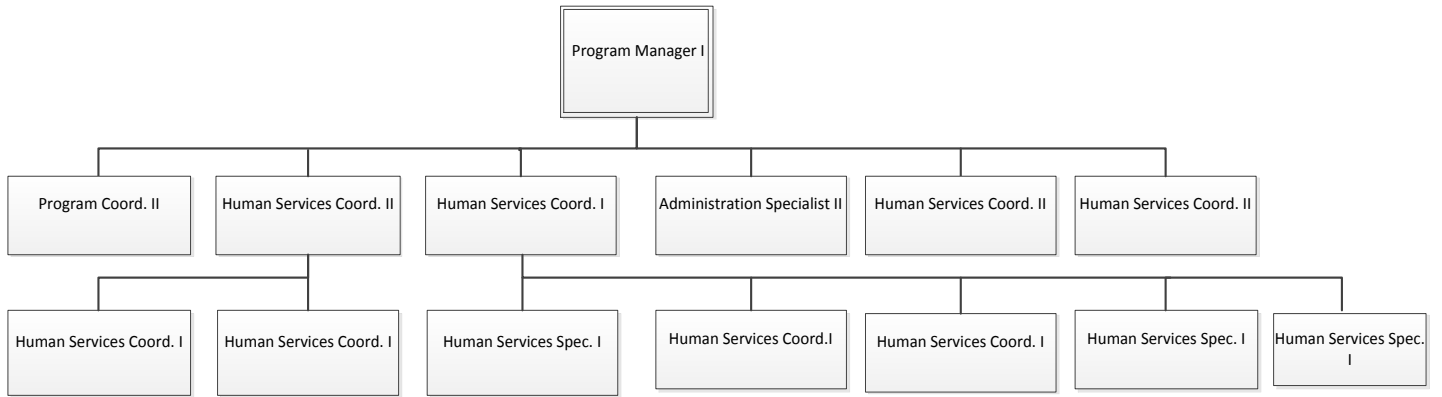 Program Manager I
Program Coord. II
Human Services Coord. II
Human Services Coord. I
Administration Specialist II
Human Services Coord. II
Human Services Coord. II
Human Services Coord. I
Human Services Coord. I
Human Services Spec. I
Human Services Coord.I
Human Services Coord. I
Human Services Spec. I
Human Services Spec.
I